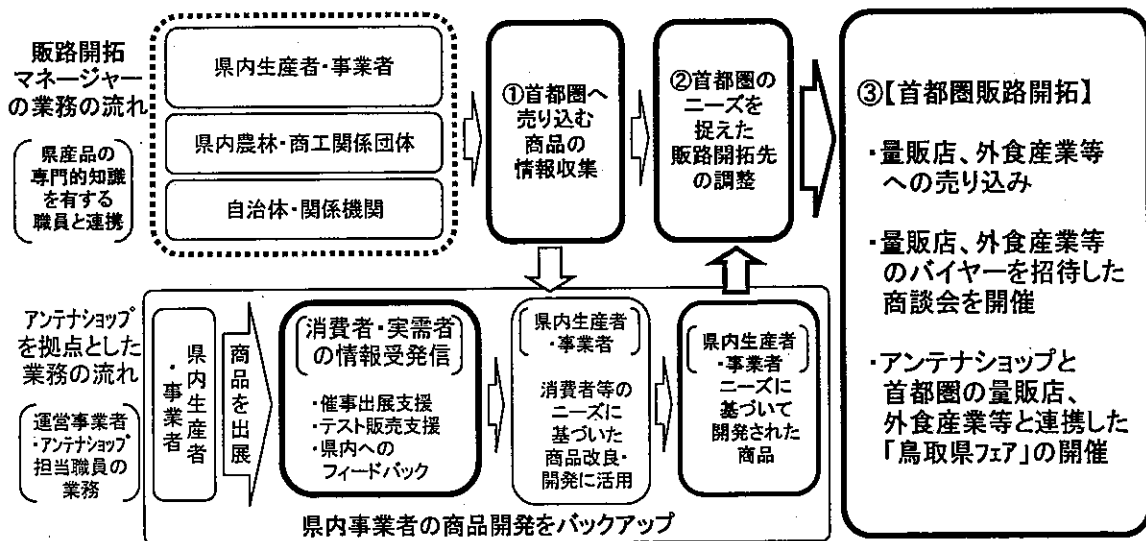 販路開拓
マネージャー
の業務の流れ
県産品の
専門的知識
を有する
職員と連携
県内生産者・事業者
県内農林・商工関係団体
自治体・関係機関
①首都圏へ
売り込む
商品の
情報収集
②首都圏の
ニーズを
捉えた
販路開拓先
の調整
③【首都圏販路開拓】
・量販店、外食産業等
への売り込み
・量販店、外食産業等
のバイヤーを招待した
商談会を開催
・アンテナショップと
首都圏の量販店、
外食産業等と連携した
「鳥取県フェア」の開催
アンテナショップ
を拠点とした
業務の流れ
運営事業者
・アンテナショップ
担当職員の
業務
県内生産者
・事業者
商品を出展
消費者・実需者
の情報受発信
・催事出展支援
・テスト販売支援
・県内への
フィードバック
県内生産者
・事業者
消費者等の
ニーズに
基づいた
商品改良・
開発に活用
県内生産者
・事業者
ニーズに
基づいて
開発された
商品
県内事業者の商品開発をバックアップ